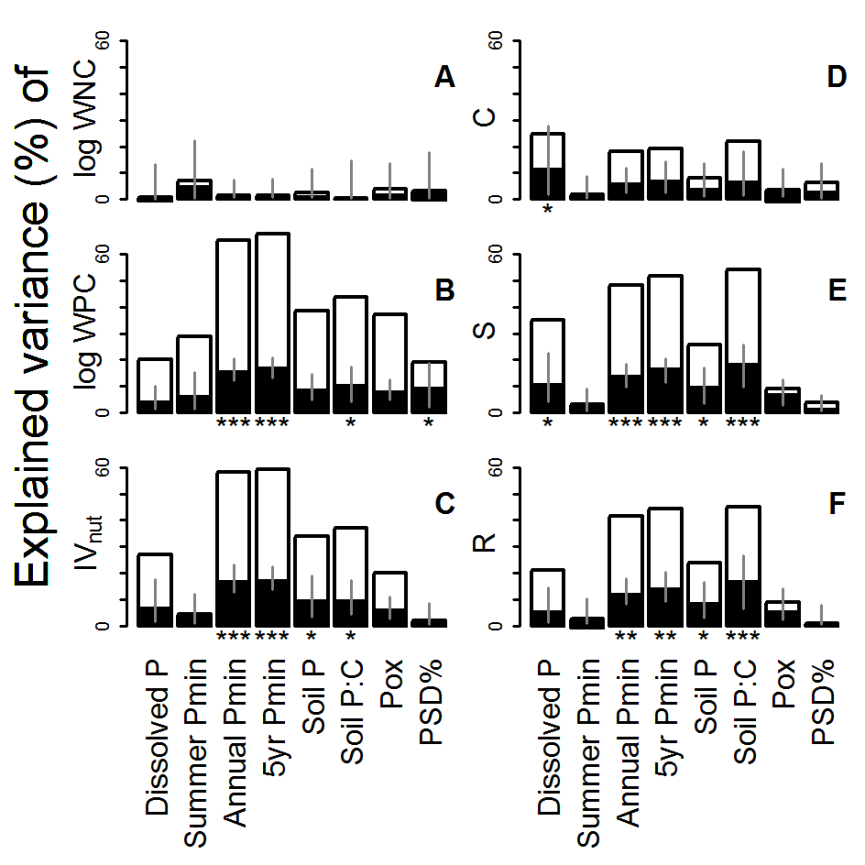 Explained variance (%) of
log WNC
0
60
A
log WPC
0
60
B
*** *** * *
IVnut
0
60
C
*** *** * *
Dissolved P
Summer Pmin
Annual Pmin
5yr Pmin
Soil P
Soil P:C
Pox
PSD%
C
0
60
D
*
S
0
60
E
* *** *** * ***
R
0
60
F
** ** * ***
Dissolved P
Summer Pmin
Annual Pmin
5yr Pmin
Soil P
Soil P:C
Pox
PSD%